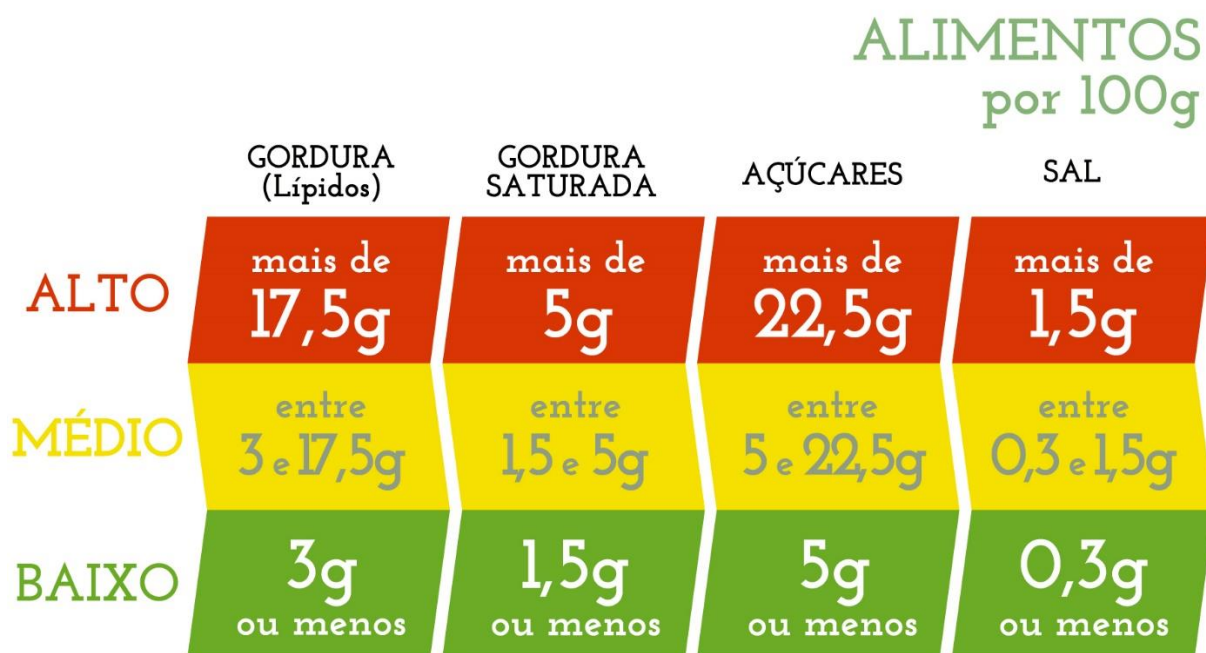 ALIMENTOS
por 100g
GORDURA
(Lípidos)
GORDURA
SATURADA
AÇÚCARES
SAL
ALTO
mais de
17,5g
mais de
5g
mais de
22,5g
mais de
1,5g
MÉDIO
entre
3 e 17,5g
entre
1,5 e 5g
entre
5 e 22,5g
entre
0,3 e 1,5g
BAIXO
3g
ou menos
1,5g
ou menos
5g
ou menos
0,3g
ou menos